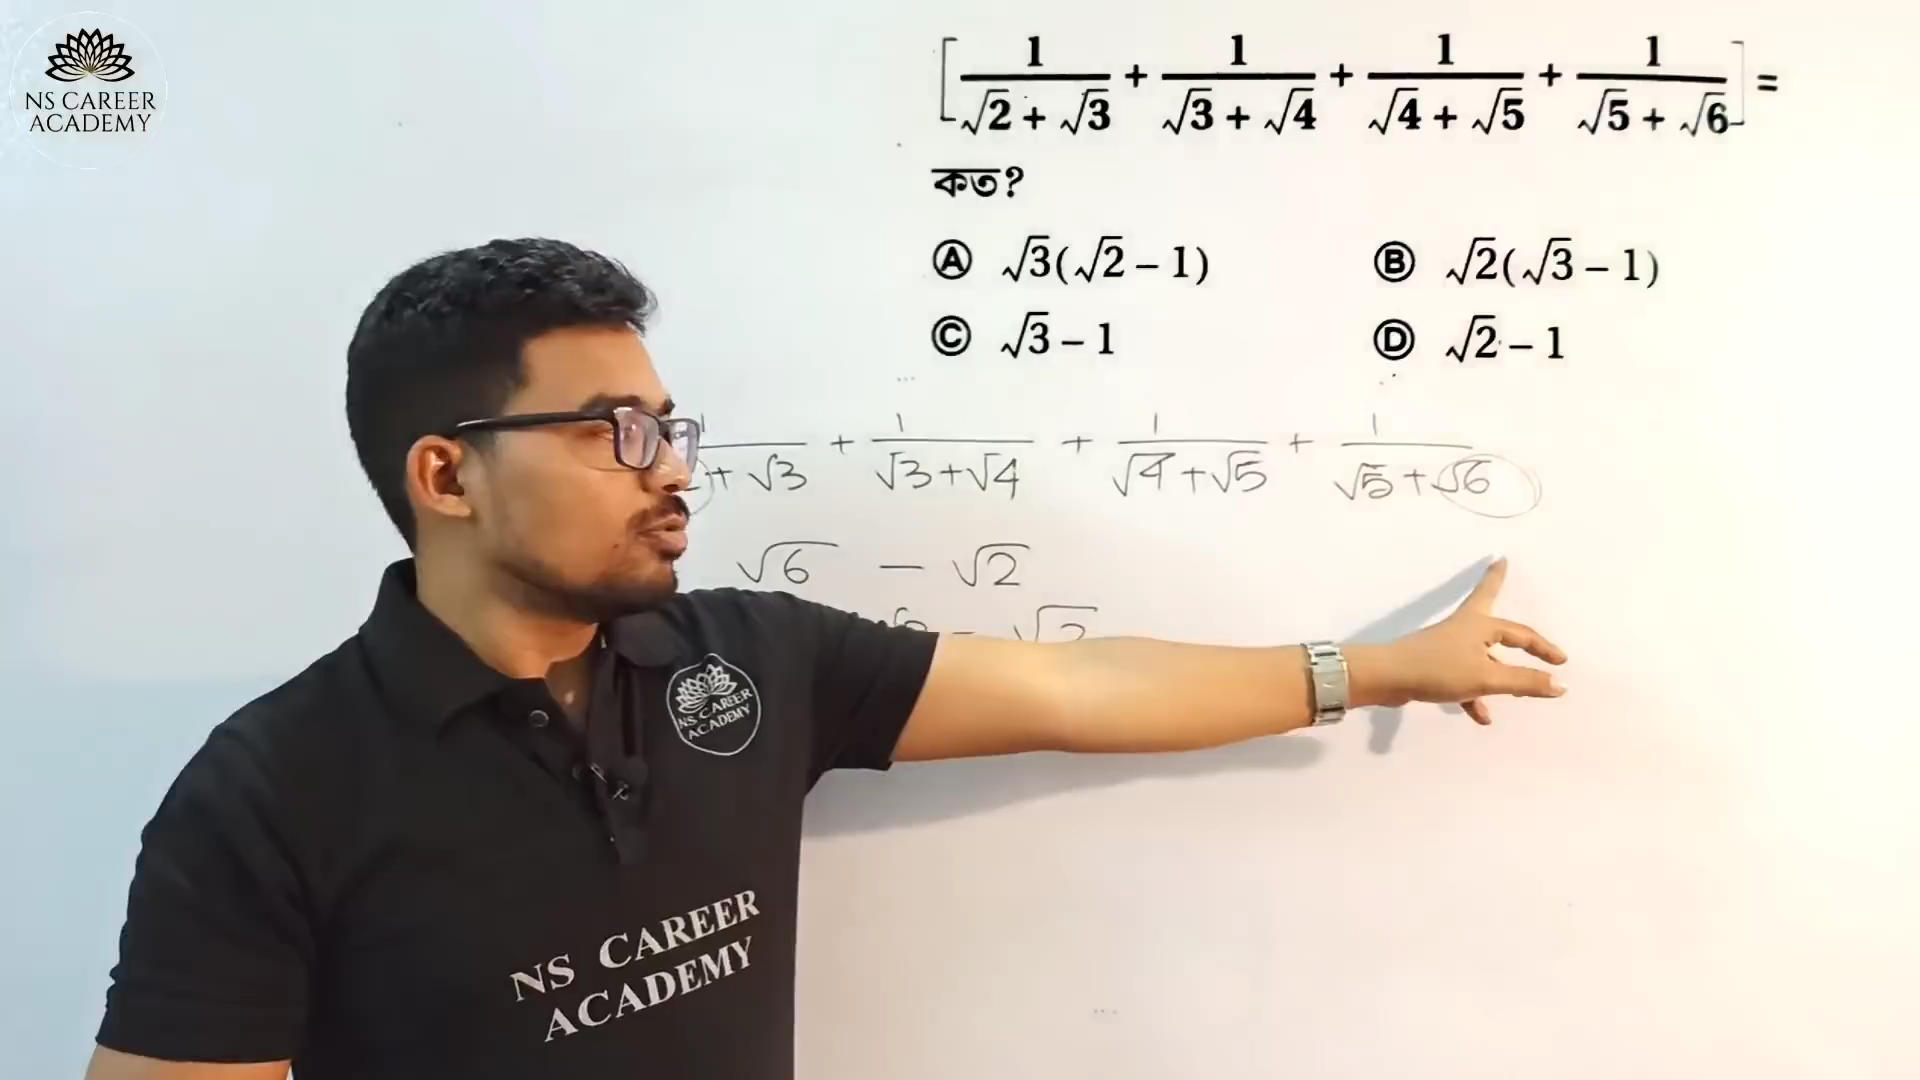 NS CAREER
ACADEMY
[1/(√2 + √3) + 1/(√3 + √4) + 1/(√4 + √5) + 1/(√5 + √6)] =
কত?
Ⓐ √3(√2 – 1) Ⓑ √2(√3 – 1)
Ⓒ √3 – 1 Ⓓ √2 – 1
+ √3 + 1/(√3+√4) + 1/(√4+√5) + 1/(√5+√6)
√6 – √2
– √2
NS CAREER
ACADEMY
NS CAREER
ACADEMY